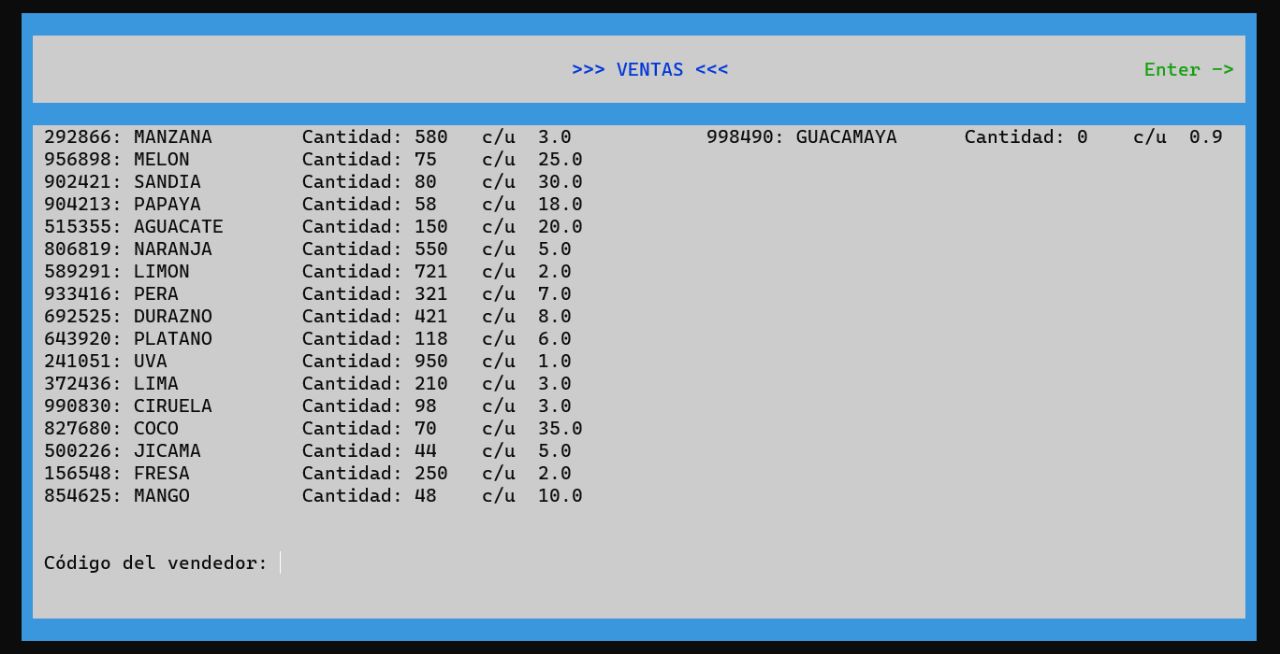 >>> VENTAS <<<
Enter ->
292866: MANZANA Cantidad: 580 c/u 3.0 998490: GUACAMAYA Cantidad: 0 c/u 0.9
956898: MELON Cantidad: 75 c/u 25.0
902421: SANDIA Cantidad: 80 c/u 30.0
904213: PAPAYA Cantidad: 58 c/u 18.0
515355: AGUACATE Cantidad: 150 c/u 20.0
806819: NARANJA Cantidad: 550 c/u 5.0
589291: LIMON Cantidad: 721 c/u 2.0
933416: PERA Cantidad: 321 c/u 7.0
692525: DURAZNO Cantidad: 421 c/u 8.0
643920: PLATANO Cantidad: 118 c/u 6.0
241051: UVA Cantidad: 950 c/u 1.0
372436: LIMA Cantidad: 210 c/u 3.0
990830: CIRUELA Cantidad: 98 c/u 3.0
827680: COCO Cantidad: 70 c/u 35.0
500226: JICAMA Cantidad: 44 c/u 5.0
156548: FRESA Cantidad: 250 c/u 2.0
854625: MANGO Cantidad: 48 c/u 10.0
Código del vendedor: